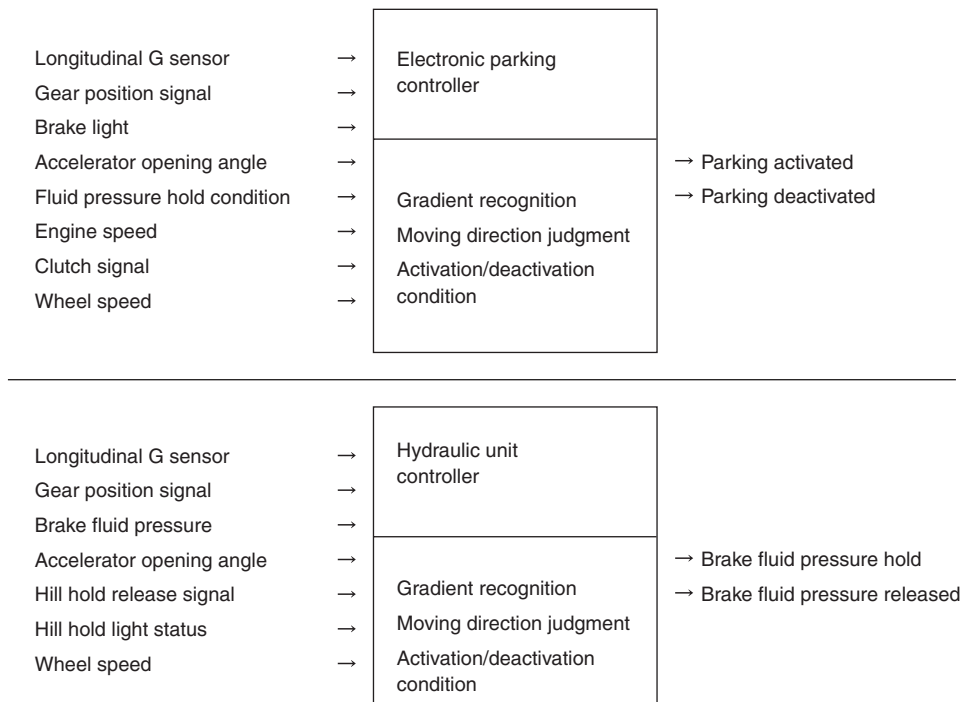 Longitudinal G sensor →
Gear position signal →
Brake light →
Accelerator opening angle →
Fluid pressure hold condition →
Engine speed →
Clutch signal →
Wheel speed →
Electronic parking
controller
Gradient recognition
Moving direction judgment
Activation/deactivation
condition
→ Parking activated
→ Parking deactivated
Longitudinal G sensor →
Gear position signal →
Brake fluid pressure →
Accelerator opening angle →
Hill hold release signal →
Hill hold light status →
Wheel speed →
Hydraulic unit
controller
Gradient recognition
Moving direction judgment
Activation/deactivation
condition
→ Brake fluid pressure hold
→ Brake fluid pressure released